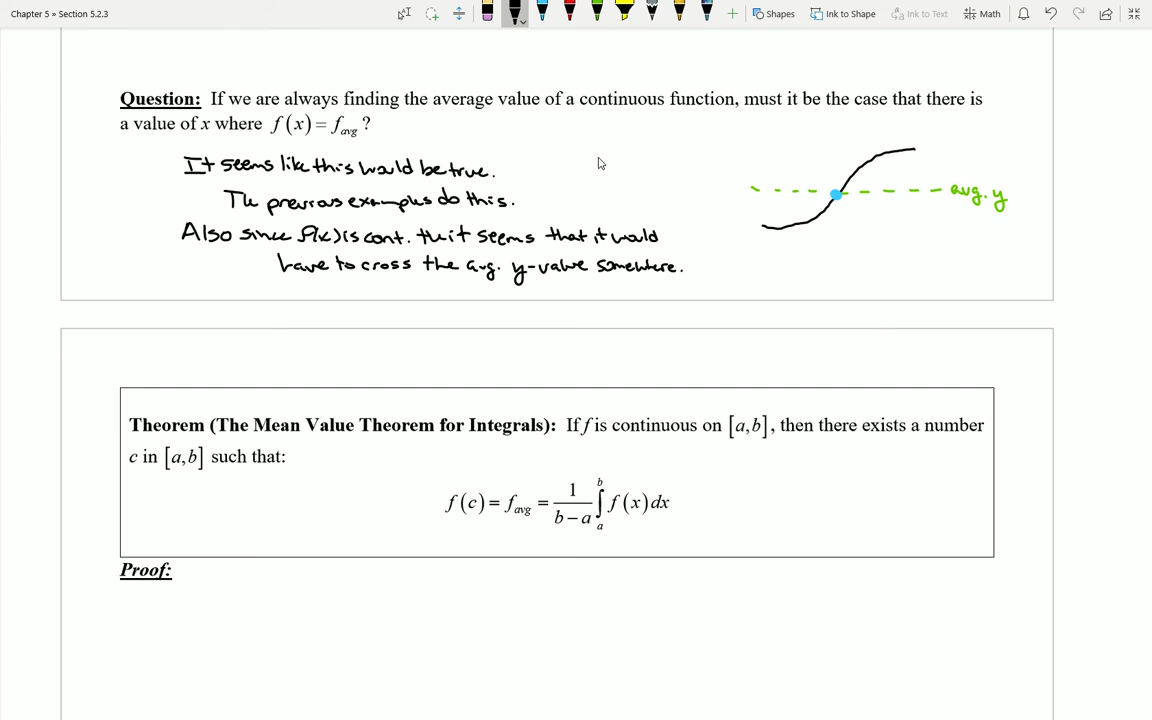 Chapter 5 » Section 5.2.3
Shapes Ink to Shape Ink to Text Math
Question: If we are always finding the average value of a continuous function, must it be the case that there is
a value of x where f(x) = f_avg ?
It seems like this would be true.
The previous examples do this.
Also since f(x) is cont. the it seems that it would
have to cross the avg. y-value somewhere.
avg. y
Theorem (The Mean Value Theorem for Integrals): If f is continuous on [a,b], then there exists a number
c in [a,b] such that:
f(c) = f_avg = 1/(b−a) ∫_a^b f(x)dx
Proof: